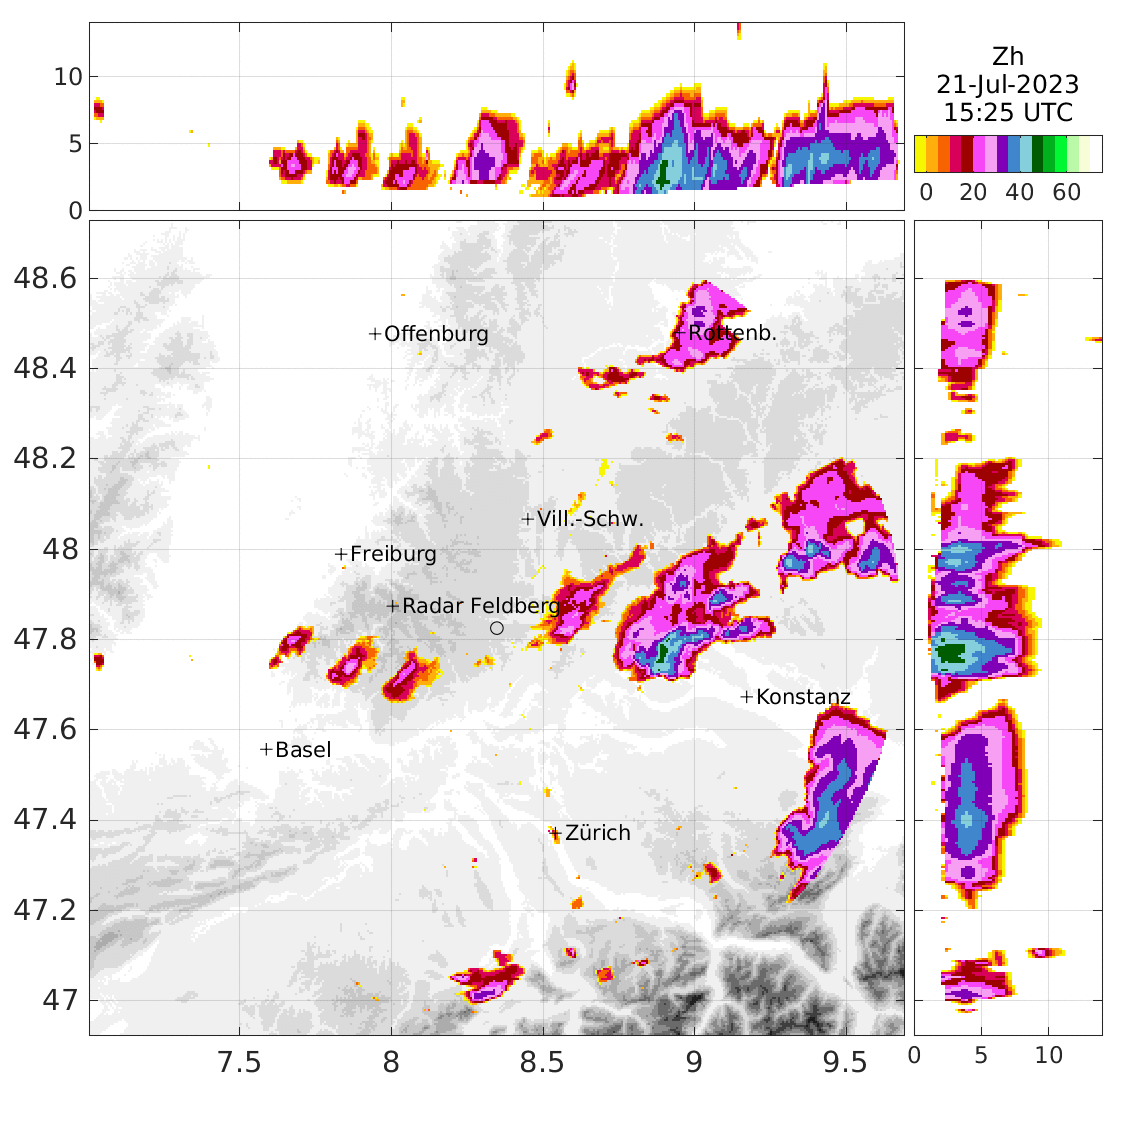 Zh
21-Jul-2023
15:25 UTC
0 20 40 60
10
5
0
48.6
48.4
48.2
48
47.8
47.6
47.4
47.2
47
+Offenburg
+Rottenb.
+Vill.-Schw.
+Freiburg
+Radar Feldberg
+Konstanz
+Basel
+Zürich
7.5 8 8.5 9 9.5
0 5 10